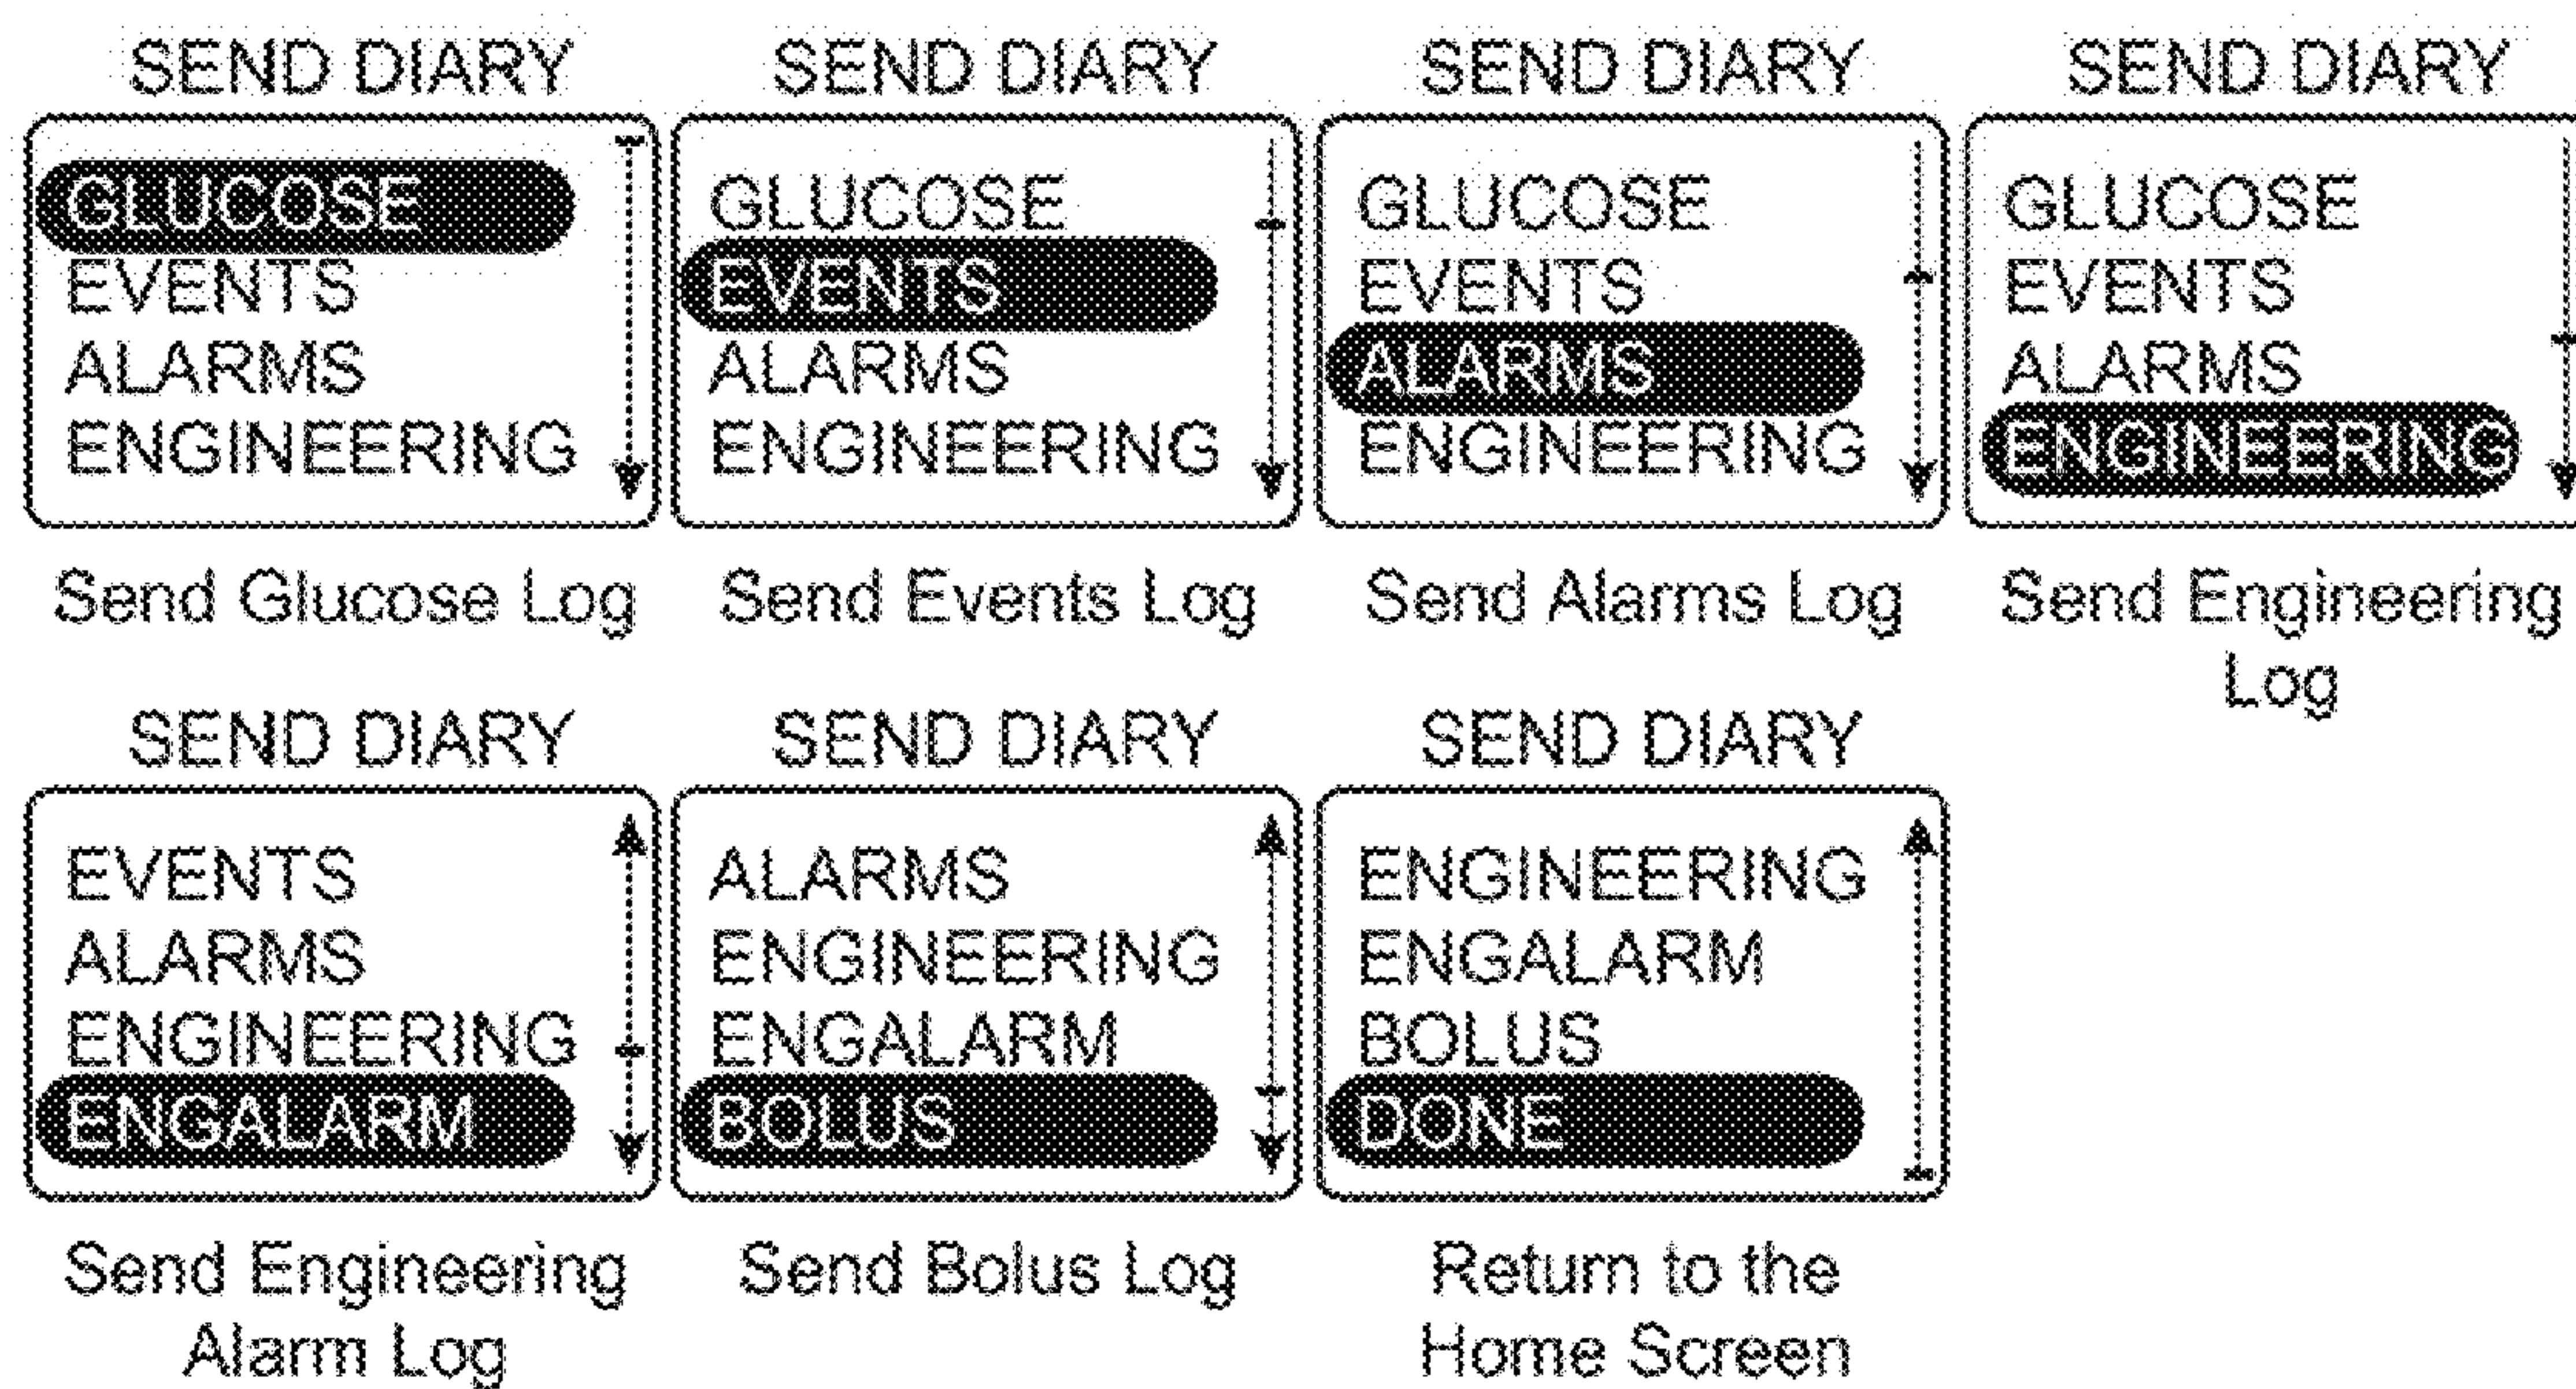 SEND DIARY
GLUCOSE
EVENTS
ALARMS
ENGINEERING
Send Glucose Log
SEND DIARY
GLUCOSE
EVENTS
ALARMS
ENGINEERING
Send Events Log
SEND DIARY
GLUCOSE
EVENTS
ALARMS
ENGINEERING
Send Alarms Log
SEND DIARY
GLUCOSE
EVENTS
ALARMS
ENGINEERING
Send Engineering
Log
SEND DIARY
EVENTS
ALARMS
ENGINEERING
ENGALARM
Send Engineering
Alarm Log
SEND DIARY
ALARMS
ENGINEERING
ENGALARM
BOLUS
Send Bolus Log
SEND DIARY
ENGINEERING
ENGALARM
BOLUS
DONE
Return to the
Home Screen